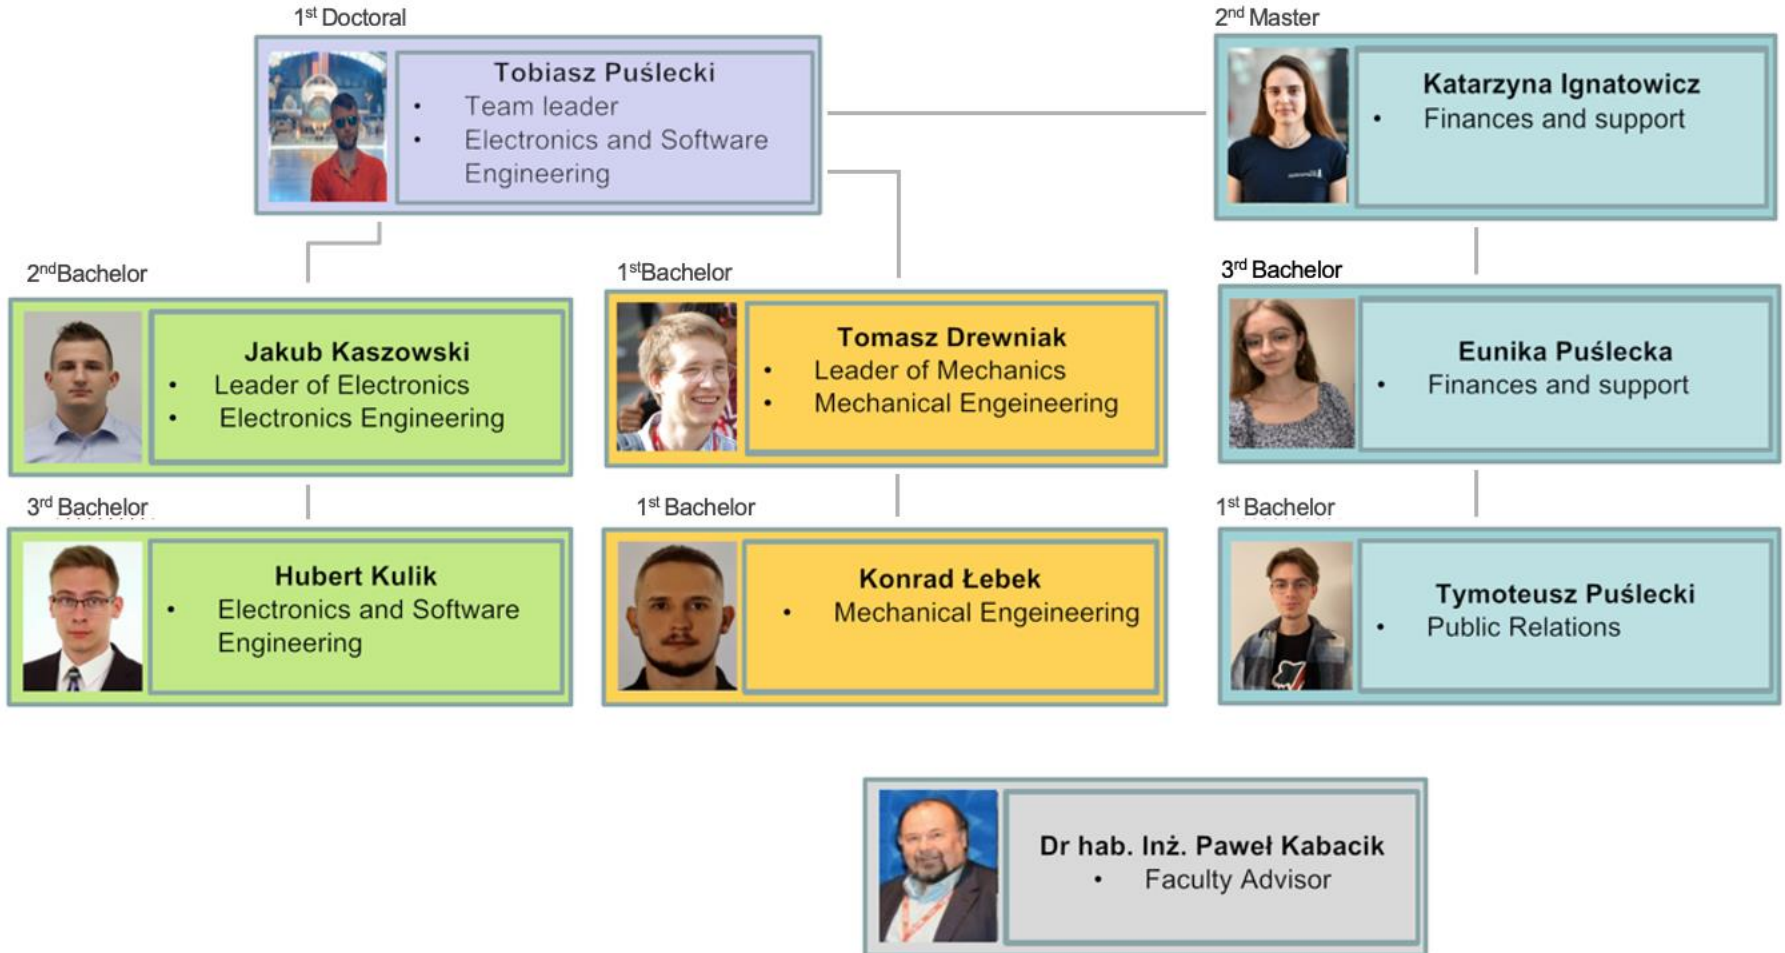 1st Doctoral
Tobiasz Puślecki
• Team leader
• Electronics and Software
Engineering
2nd Master
Katarzyna Ignatowicz
• Finances and support
2ndBachelor
Jakub Kaszowski
• Leader of Electronics
• Electronics Engineering
1stBachelor
Tomasz Drewniak
• Leader of Mechanics
• Mechanical Engeineering
3rd Bachelor
Eunika Puślecka
• Finances and support
3rd Bachelor
Hubert Kulik
• Electronics and Software
Engineering
1st Bachelor
Konrad Łebek
• Mechanical Engeineering
1st Bachelor
Tymoteusz Puślecki
• Public Relations
Dr hab. Inż. Paweł Kabacik
• Faculty Advisor